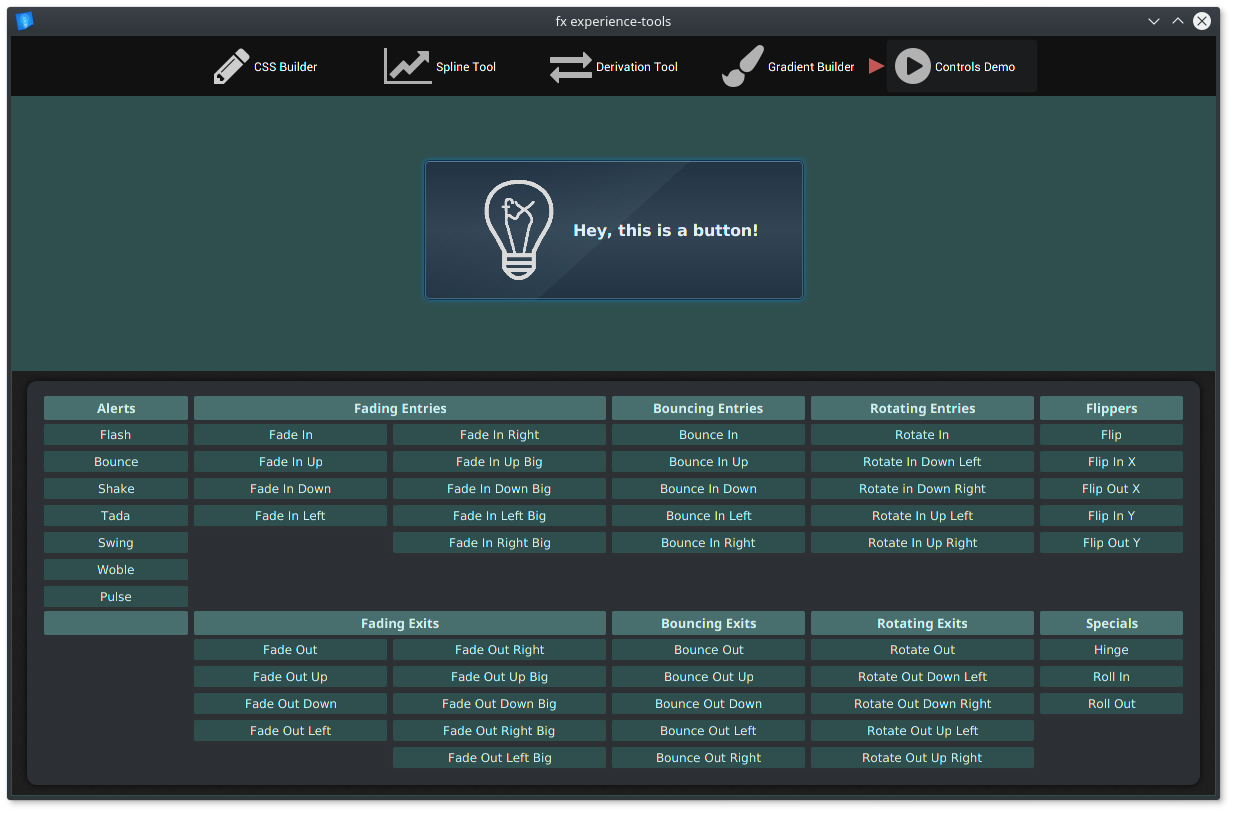 fx experience-tools
CSS Builder
Spline Tool
Derivation Tool
Gradient Builder
Controls Demo
fx
Hey, this is a button!
Alerts
Flash
Bounce
Shake
Tada
Swing
Woble
Pulse
Fading Entries
Fade In
Fade In Up
Fade In Down
Fade In Left
Fade In Right
Fade In Up Big
Fade In Down Big
Fade In Left Big
Fade In Right Big
Bouncing Entries
Bounce In
Bounce In Up
Bounce In Down
Bounce In Left
Bounce In Right
Rotating Entries
Rotate In
Rotate In Down Left
Rotate in Down Right
Rotate In Up Left
Rotate In Up Right
Flippers
Flip
Flip In X
Flip Out X
Flip In Y
Flip Out Y
Fading Exits
Fade Out
Fade Out Up
Fade Out Down
Fade Out Left
Fade Out Right
Fade Out Up Big
Fade Out Down Big
Fade Out Right Big
Fade Out Left Big
Bouncing Exits
Bounce Out
Bounce Out Up
Bounce Out Down
Bounce Out Left
Bounce Out Right
Rotating Exits
Rotate Out
Rotate Out Down Left
Rotate Out Down Right
Rotate Out Up Left
Rotate Out Up Right
Specials
Hinge
Roll In
Roll Out